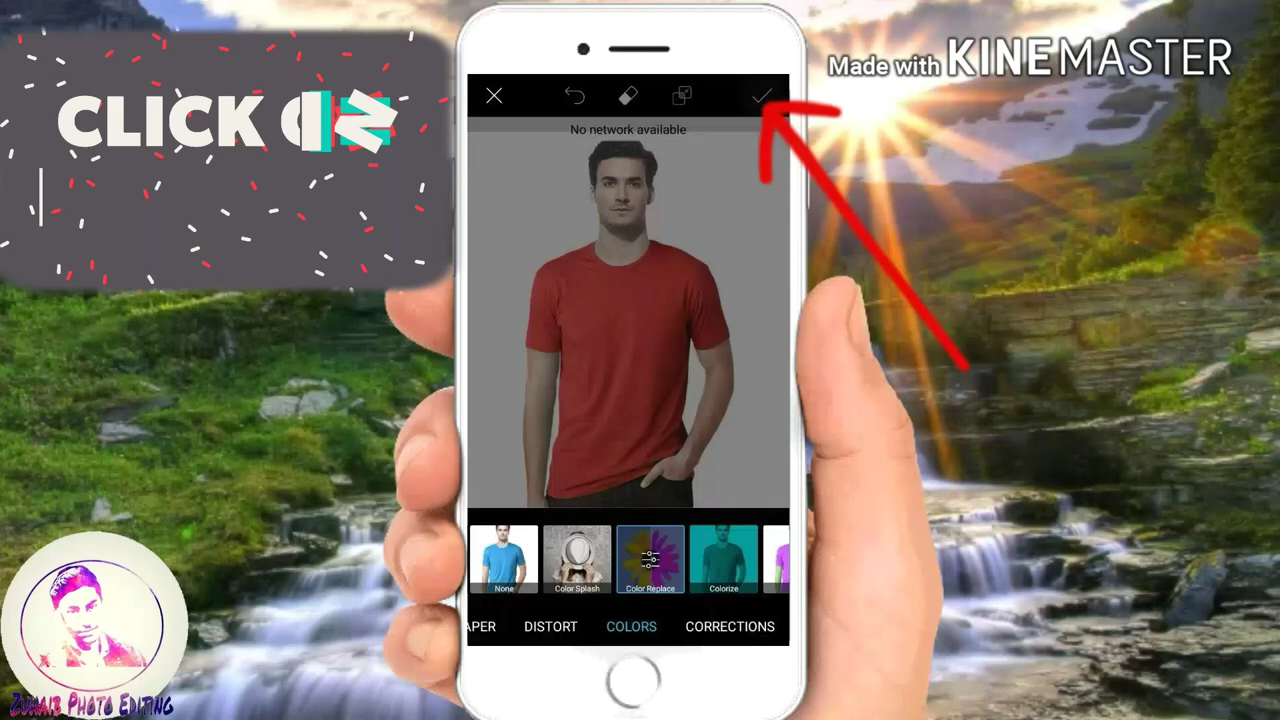 CLICK ON
Made with KINEMASTER
No network available
None
Color Splash
Color Replace
Colorize
APER
DISTORT
COLORS
CORRECTIONS
ZUHAIB PHOTO EDITING